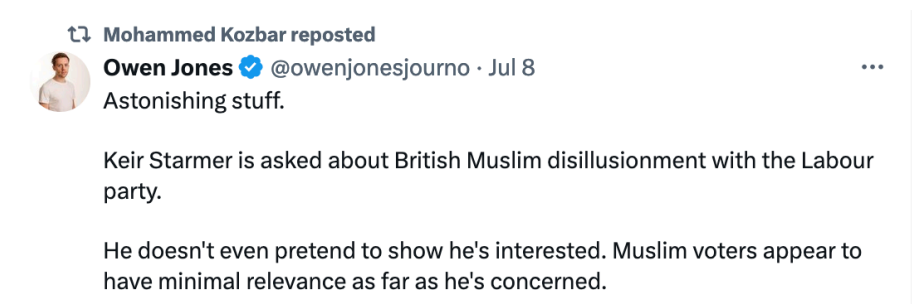 Mohammed Kozbar reposted
Owen Jones @owenjonesjourno · Jul 8
Astonishing stuff.
Keir Starmer is asked about British Muslim disillusionment with the Labour
party.
He doesn't even pretend to show he's interested. Muslim voters appear to
have minimal relevance as far as he's concerned.